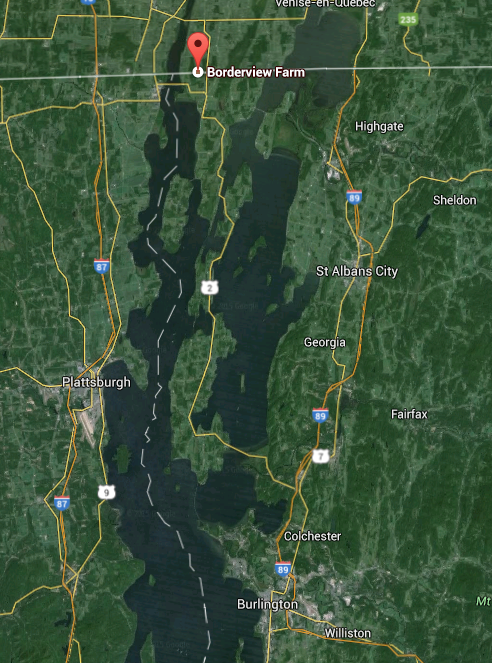 Venise-en-Québec
235
Borderview Farm
Highgate
89
Sheldon
87
St Albans City
2
Georgia
Plattsburgh
Fairfax
89
7
9
87
Colchester
89
Burlington
Williston
Mt